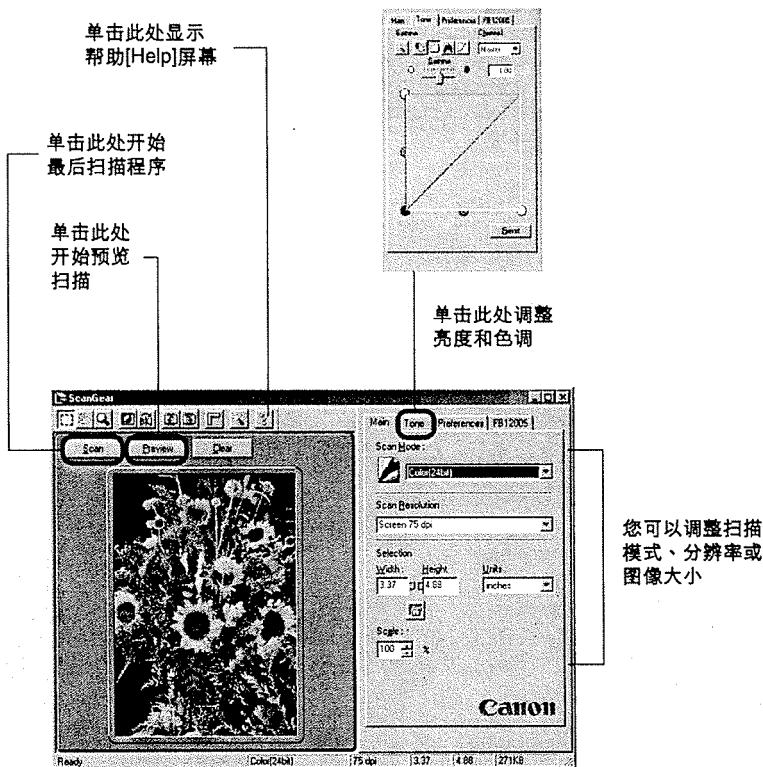 单击此处显示
帮助[Help]屏幕
单击此处开始
最后扫描程序
单击此处
开始预览
扫描
Main Tone Preferences FB1200S
Gamma Channel
Master
Gamma
1.00
单击此处调整
亮度和色调
ScanGear
Scan Preview Clear
Main Tone Preferences FB1200S
Scan Mode:
Color(24bit)
Scan Resolution
Screen 75 dpi
Selection
Width: Height Units
3.37 4.88 inches
Scale:
100 %
Canon
您可以调整扫描
模式、分辨率或
图像大小
Ready Color(24bit) 75 dpi 3.37 4.88 271KB